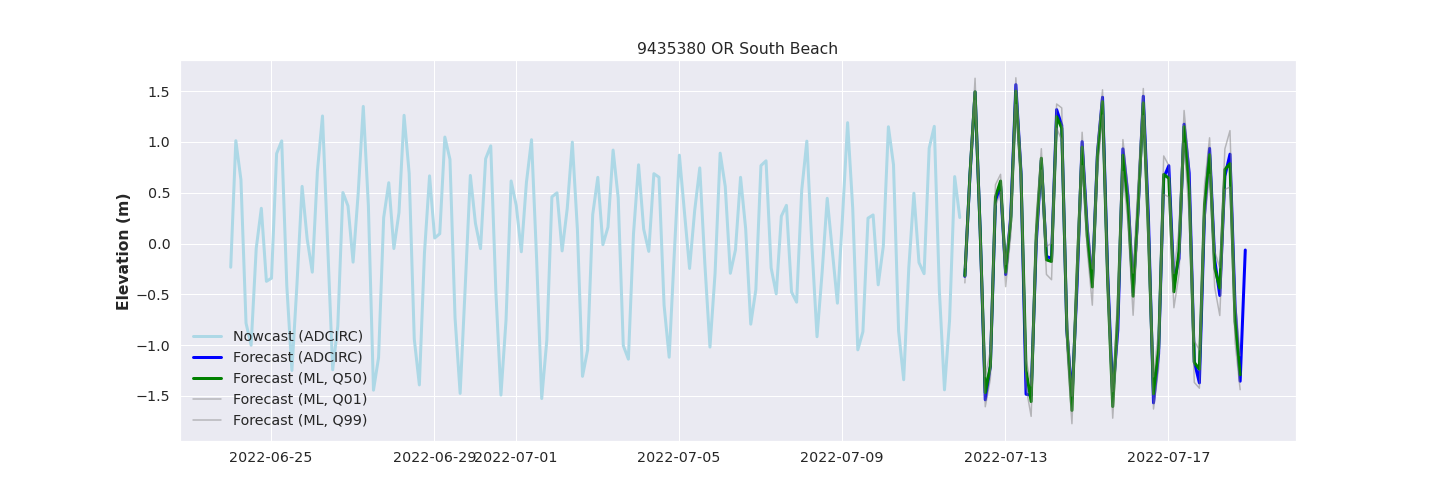 9435380 OR South Beach
Elevation (m)
1.5
1.0
0.5
0.0
−0.5
−1.0
−1.5
Nowcast (ADCIRC)
Forecast (ADCIRC)
Forecast (ML, Q50)
Forecast (ML, Q01)
Forecast (ML, Q99)
2022-06-25 2022-06-29 2022-07-01 2022-07-05 2022-07-09 2022-07-13 2022-07-17